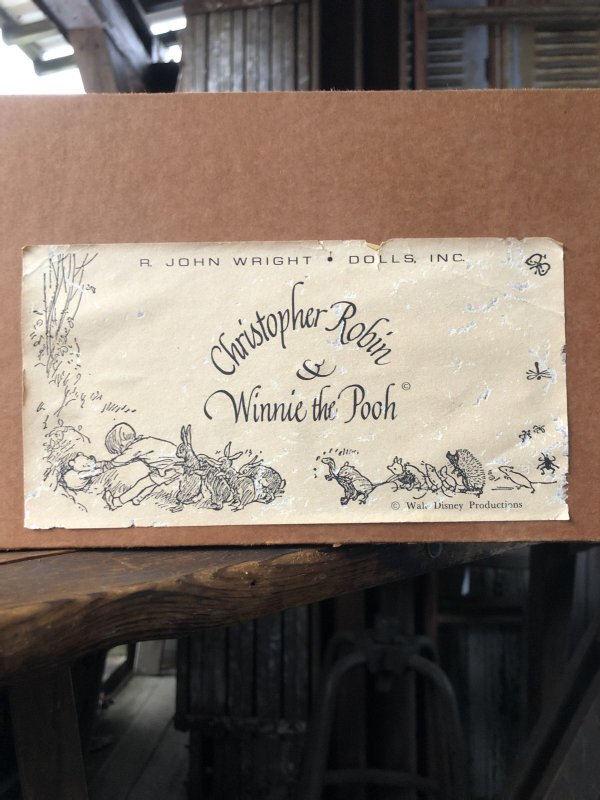 R. JOHN WRIGHT • DOLLS, INC.
Christopher Robin
&
Winnie the Pooh©
© Walt Disney Productions